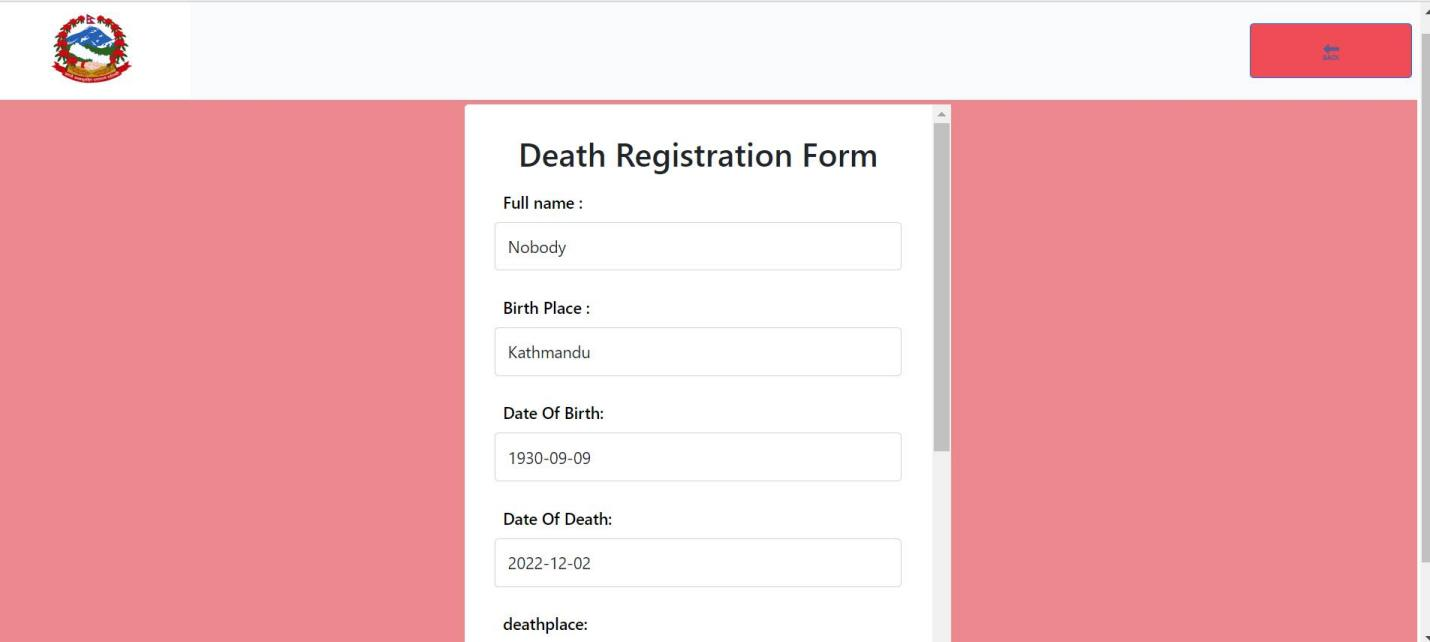 BACK
Death Registration Form
Full name :
Nobody
Birth Place :
Kathmandu
Date Of Birth:
1930-09-09
Date Of Death:
2022-12-02
deathplace: